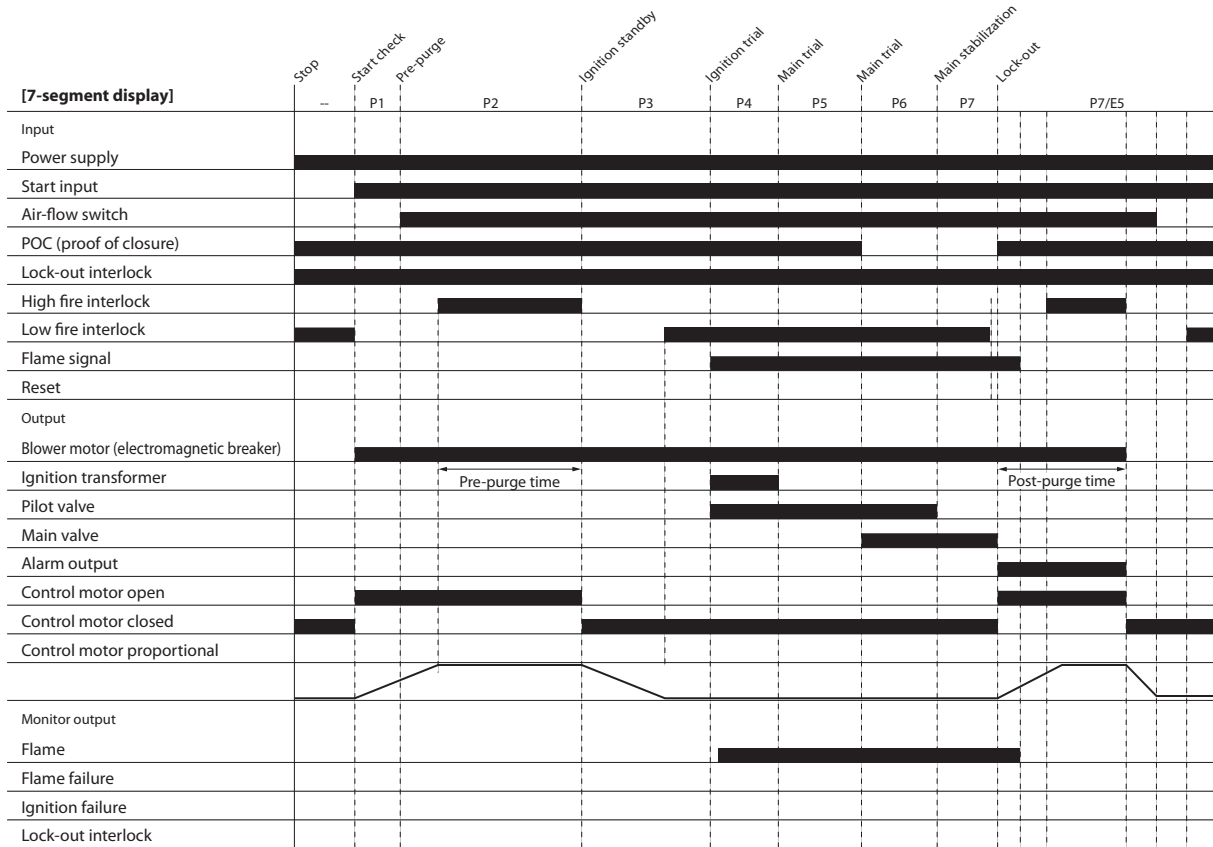 Stop
Start check
Pre-purge
Ignition standby
Ignition trial
Main trial
Main trial
Main stabilization
Lock-out
[7-segment display]
-- P1 P2 P3 P4 P5 P6 P7 P7/E5
Input
Power supply
Start input
Air-flow switch
POC (proof of closure)
Lock-out interlock
High fire interlock
Low fire interlock
Flame signal
Reset
Output
Blower motor (electromagnetic breaker)
Ignition transformer Pre-purge time Post-purge time
Pilot valve
Main valve
Alarm output
Control motor open
Control motor closed
Control motor proportional
Monitor output
Flame
Flame failure
Ignition failure
Lock-out interlock